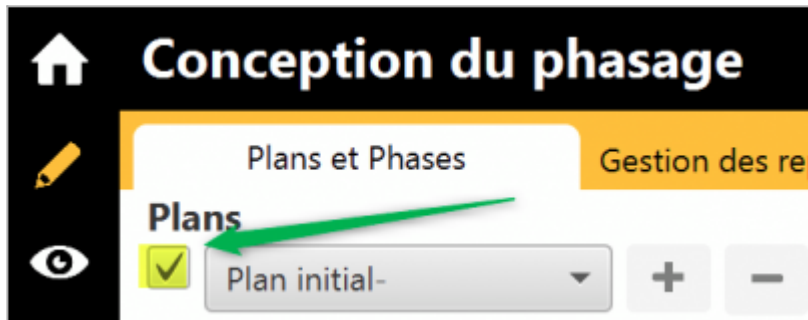 Conception du phasage
Plans et Phases
Gestion des re
Plans
Plan initial-